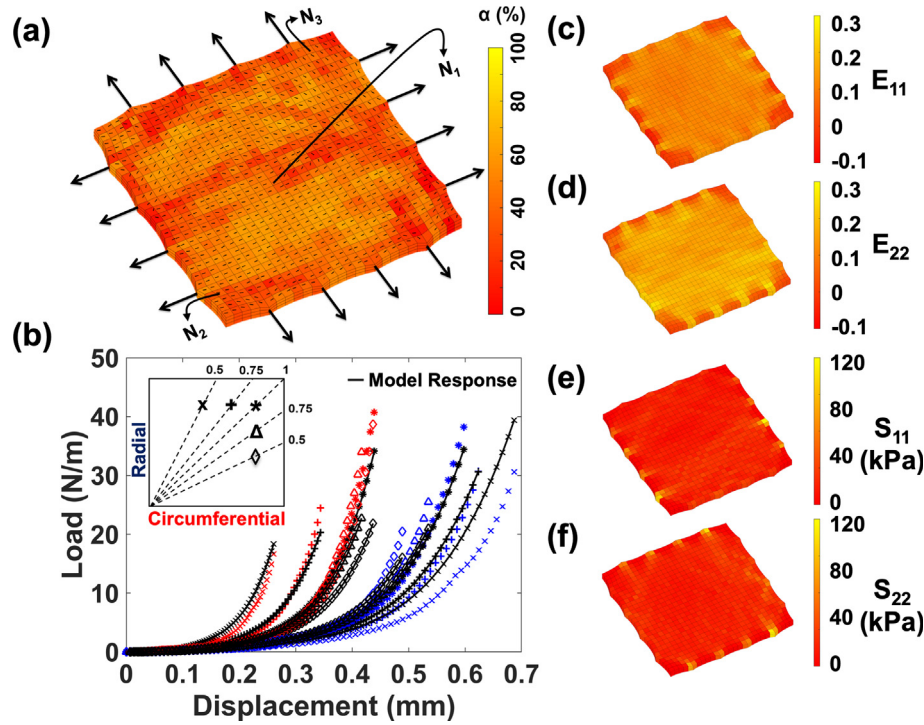 (a)
N₃
N₁
N₂
α (%)
100
80
60
40
20
0
(b)
50
40
30
20
10
0
Load (N/m)
0
0.1
0.2
0.3
0.4
0.5
0.6
0.7
Displacement (mm)
0.5
0.75
1
0.75
0.5
Radial
Circumferential
Model Response
(c)
0.3
0.2
0.1
0
-0.1
E₁₁
(d)
0.3
0.2
0.1
0
-0.1
E₂₂
(e)
120
80
40
0
S₁₁
(kPa)
(f)
120
80
40
0
S₂₂
(kPa)